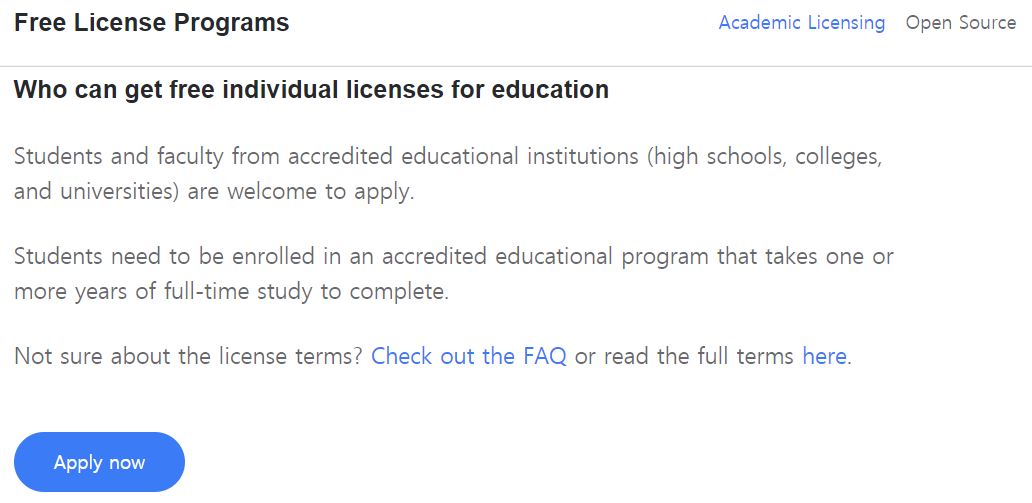 Free License Programs
Academic Licensing Open Source
Who can get free individual licenses for education
Students and faculty from accredited educational institutions (high schools, colleges,
and universities) are welcome to apply.
Students need to be enrolled in an accredited educational program that takes one or
more years of full-time study to complete.
Not sure about the license terms? Check out the FAQ or read the full terms here.
Apply now